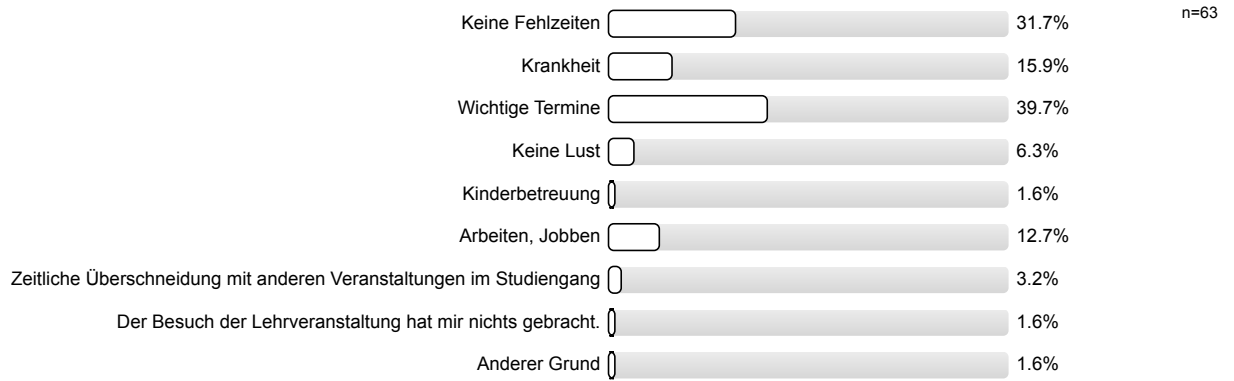 Keine Fehlzeiten 31.7% n=63
Krankheit 15.9%
Wichtige Termine 39.7%
Keine Lust 6.3%
Kinderbetreuung 1.6%
Arbeiten, Jobben 12.7%
Zeitliche Überschneidung mit anderen Veranstaltungen im Studiengang 3.2%
Der Besuch der Lehrveranstaltung hat mir nichts gebracht. 1.6%
Anderer Grund 1.6%